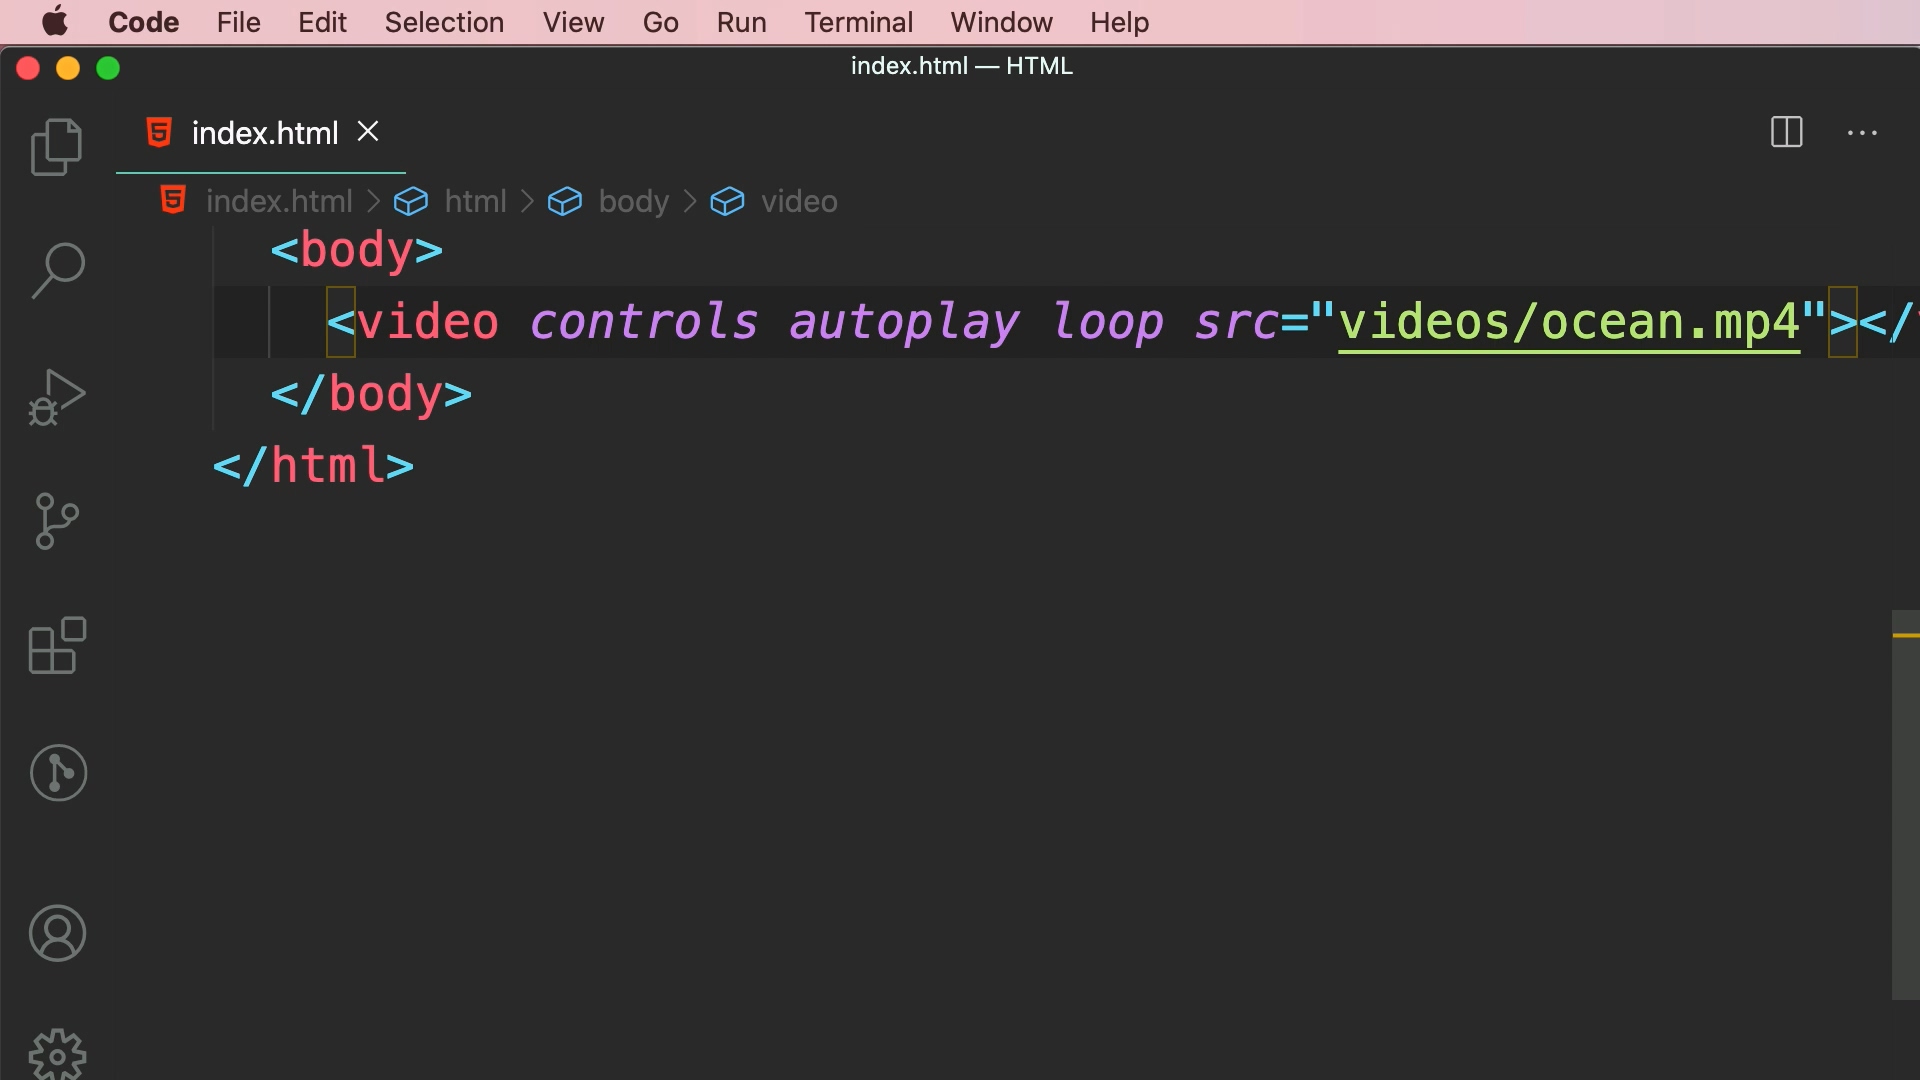 Code File Edit Selection View Go Run Terminal Window Help
index.html — HTML
index.html
index.html > html > body > video
<body>
<video controls autoplay loop src="videos/ocean.mp4"></
</body>
</html>